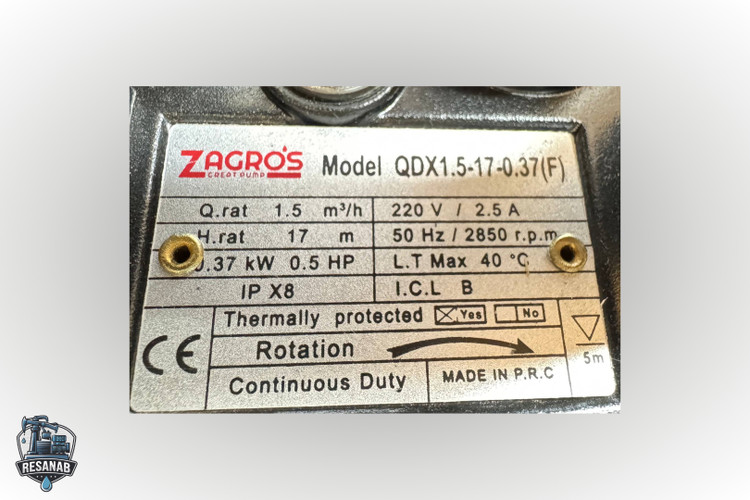 ZAGROS
GREAT PUMP
Model QDX1.5-17-0.37(F)
Q.rat 1.5 m³/h
220 V / 2.5 A
H.rat 17 m
50 Hz / 2850 r.p.m
0.37 kW 0.5 HP
L.T Max 40 °C
IP X8
I.C.L B
Thermally protected Yes No
CE
Rotation
5m
Continuous Duty
MADE IN P.R.C
RESANAB